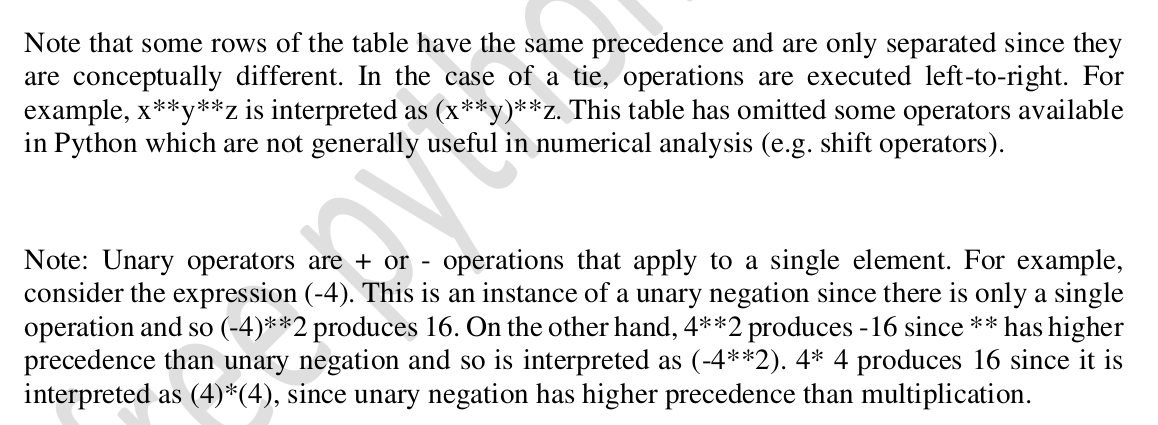 Note that some rows of the table have the same precedence and are only separated since they
are conceptually different. In the case of a tie, operations are executed left-to-right. For
example, x**y**z is interpreted as (x**y)**z. This table has omitted some operators available
in Python which are not generally useful in numerical analysis (e.g. shift operators).
Note: Unary operators are + or - operations that apply to a single element. For example,
consider the expression (-4). This is an instance of a unary negation since there is only a single
operation and so (-4)**2 produces 16. On the other hand, 4**2 produces -16 since ** has higher
precedence than unary negation and so is interpreted as (-4**2). 4* 4 produces 16 since it is
interpreted as (4)*(4), since unary negation has higher precedence than multiplication.
free python